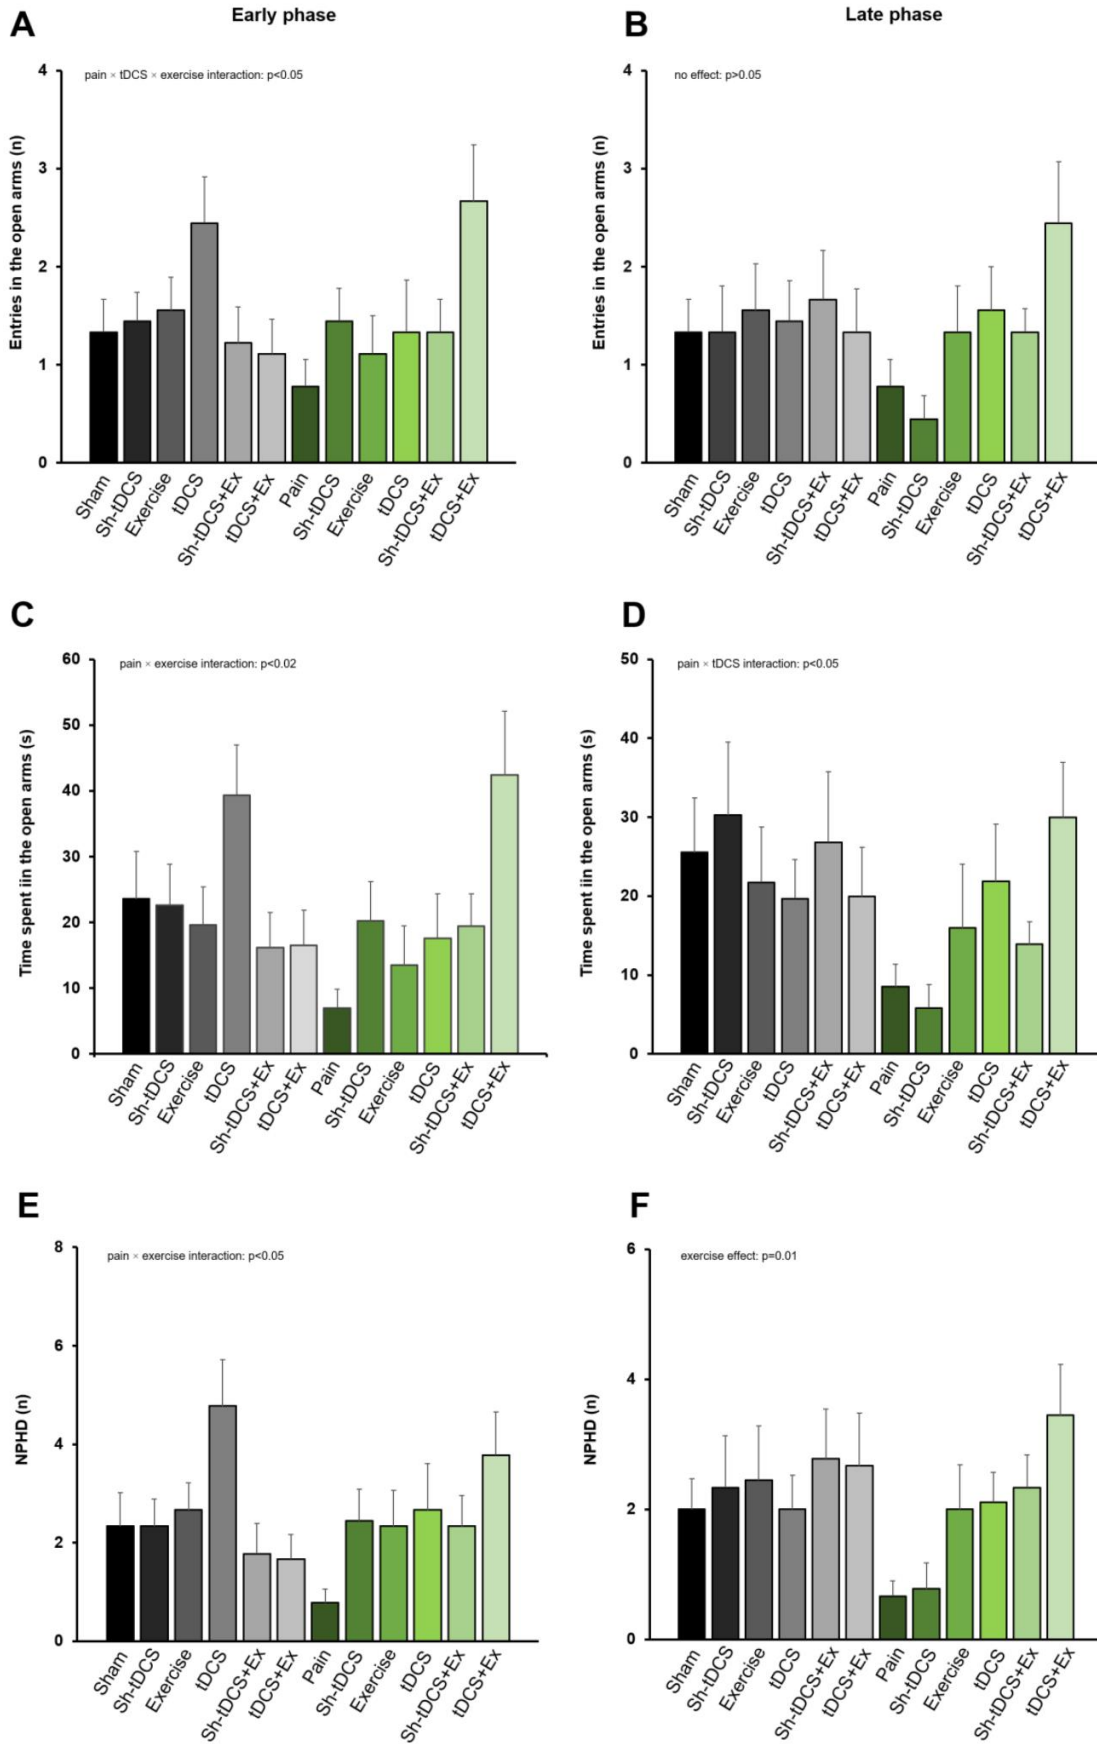 Early phase
Late phase
A
pain × tDCS × exercise interaction: p<0.05
Entries in the open arms (n)
4
3
2
1
0
Sham
Sh-tDCS
Exercise
tDCS
Sh-tDCS+Ex
tDCS+Ex
Pain
Sh-tDCS
Exercise
tDCS
Sh-tDCS+Ex
tDCS+Ex
B
no effect: p>0.05
Entries in the open arms (n)
4
3
2
1
0
Sham
Sh-tDCS
Exercise
tDCS
Sh-tDCS+Ex
tDCS+Ex
Pain
Sh-tDCS
Exercise
tDCS
Sh-tDCS+Ex
tDCS+Ex
C
pain × exercise interaction: p<0.02
Time spent iin the open arms (s)
60
50
40
30
20
10
0
Sham
Sh-tDCS
Exercise
tDCS
Sh-tDCS+Ex
tDCS+Ex
Pain
Sh-tDCS
Exercise
tDCS
Sh-tDCS+Ex
tDCS+Ex
D
pain × tDCS interaction: p<0.05
Time spent iin the open arms (s)
50
40
30
20
10
0
Sham
Sh-tDCS
Exercise
tDCS
Sh-tDCS+Ex
tDCS+Ex
Pain
Sh-tDCS
Exercise
tDCS
Sh-tDCS+Ex
tDCS+Ex
E
pain × exercise interaction: p<0.05
NPHD (n)
8
6
4
2
0
Sham
Sh-tDCS
Exercise
tDCS
Sh-tDCS+Ex
tDCS+Ex
Pain
Sh-tDCS
Exercise
tDCS
Sh-tDCS+Ex
tDCS+Ex
F
exercise effect: p=0.01
NPHD (n)
6
4
2
0
Sham
Sh-tDCS
Exercise
tDCS
Sh-tDCS+Ex
tDCS+Ex
Pain
Sh-tDCS
Exercise
tDCS
Sh-tDCS+Ex
tDCS+Ex